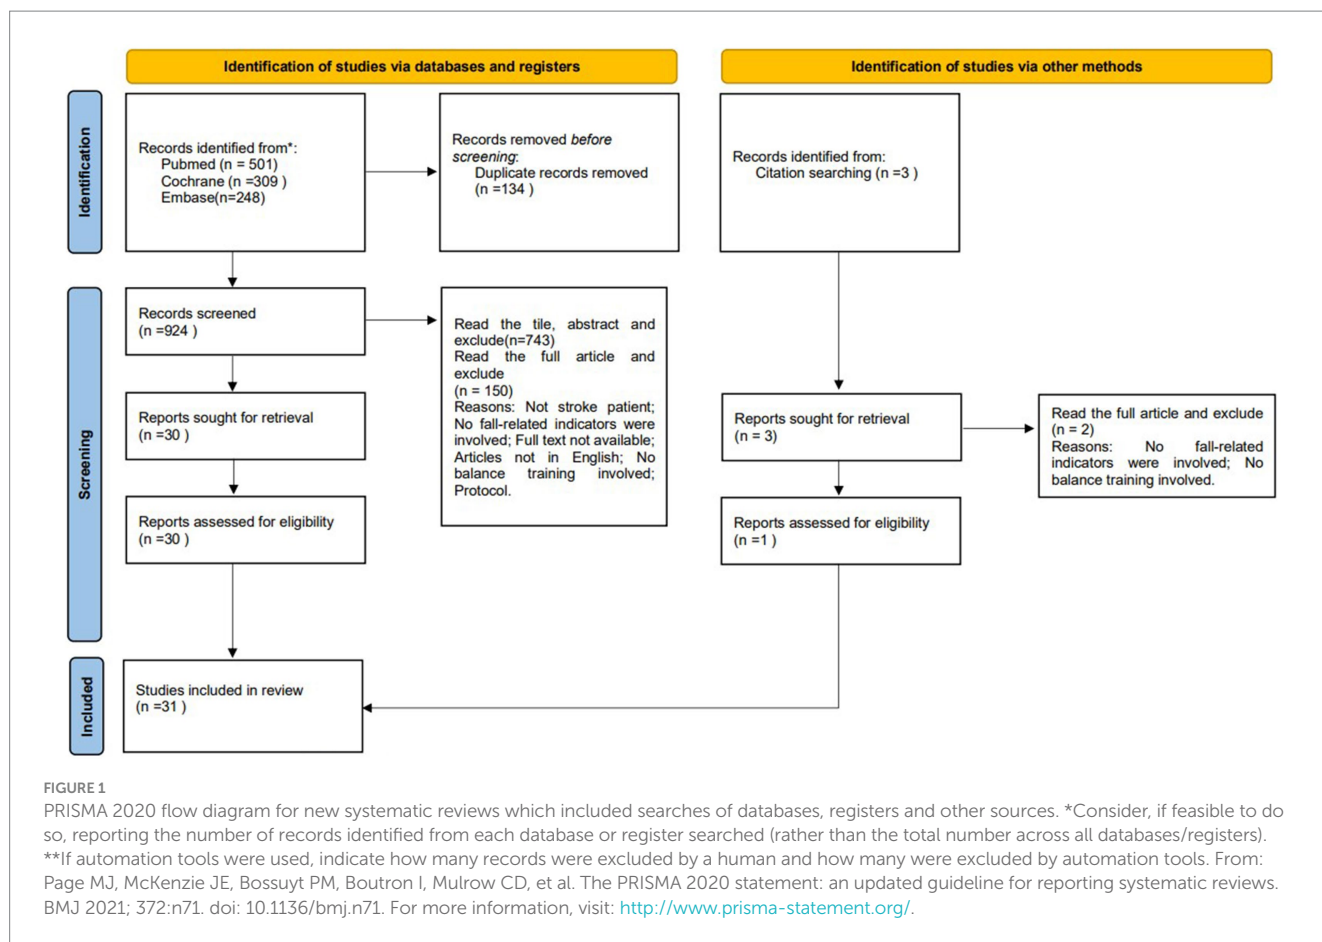 Identification of studies via databases and registers
Identification of studies via other methods
Identification
Records identified from*:
Pubmed (n = 501)
Cochrane (n =309 )
Embase(n=248)
Records removed before
screening:
Duplicate records removed
(n =134 )
Records identified from:
Citation searching (n =3 )
Screening
Records screened
(n =924 )
Read the tile, abstract and
exclude(n=743)
Read the full article and
exclude
(n = 150)
Reasons: Not stroke patient;
No fall-related indicators were
involved; Full text not available;
Articles not in English; No
balance training involved;
Protocol.
Reports sought for retrieval
(n =30 )
Reports sought for retrieval
(n = 3)
Read the full article and exclude
(n = 2)
Reasons: No fall-related
indicators were involved; No
balance training involved.
Reports assessed for eligibility
(n =30 )
Reports assessed for eligibility
(n =1 )
Included
Studies included in review
(n =31 )
FIGURE 1
PRISMA 2020 flow diagram for new systematic reviews which included searches of databases, registers and other sources. *Consider, if feasible to do
so, reporting the number of records identified from each database or register searched (rather than the total number across all databases/registers).
**If automation tools were used, indicate how many records were excluded by a human and how many were excluded by automation tools. From:
Page MJ, McKenzie JE, Bossuyt PM, Boutron I, Mulrow CD, et al. The PRISMA 2020 statement: an updated guideline for reporting systematic reviews.
BMJ 2021; 372:n71. doi: 10.1136/bmj.n71. For more information, visit: http://www.prisma-statement.org/.